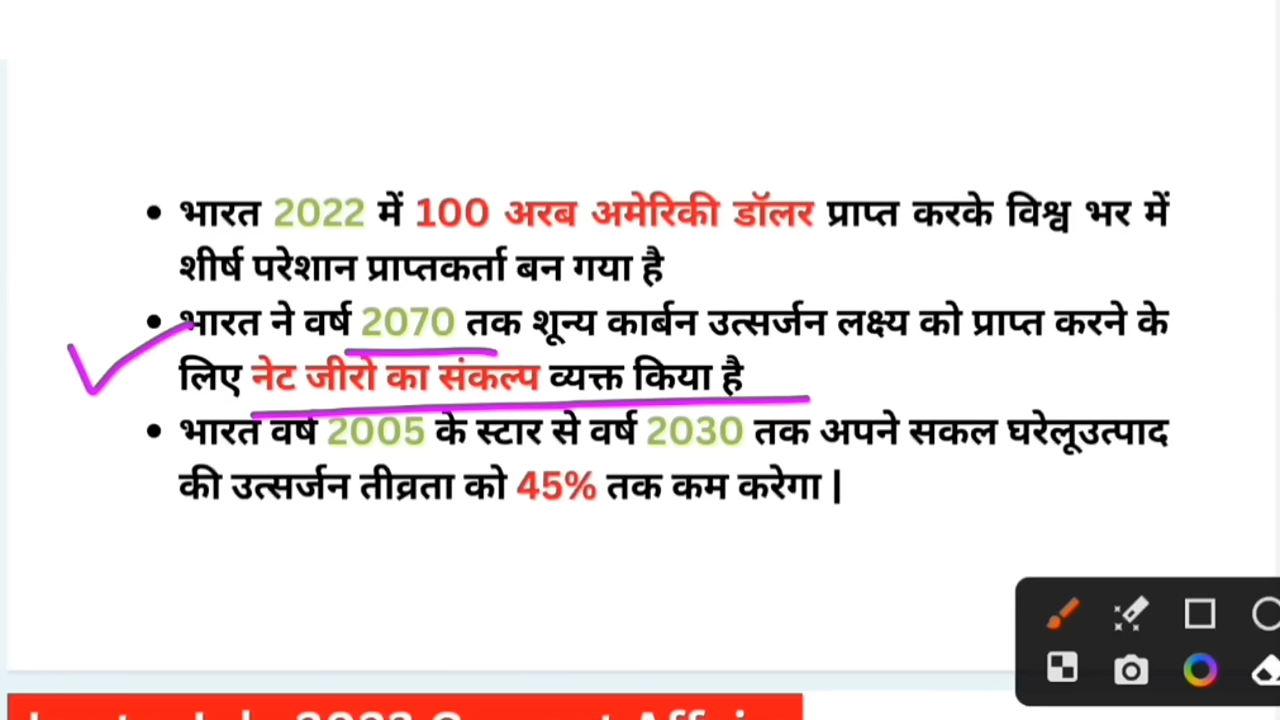 • भारत 2022 में 100 अरब अमेरिकी डॉलर प्राप्त करके विश्व भर में
शीर्ष परेशान प्राप्तकर्ता बन गया है
• भारत ने वर्ष 2070 तक शून्य कार्बन उत्सर्जन लक्ष्य को प्राप्त करने के
लिए नेट जीरो का संकल्प व्यक्त किया है
• भारत वर्ष 2005 के स्टार से वर्ष 2030 तक अपने सकल घरेलूउत्पाद
की उत्सर्जन तीव्रता को 45% तक कम करेगा |